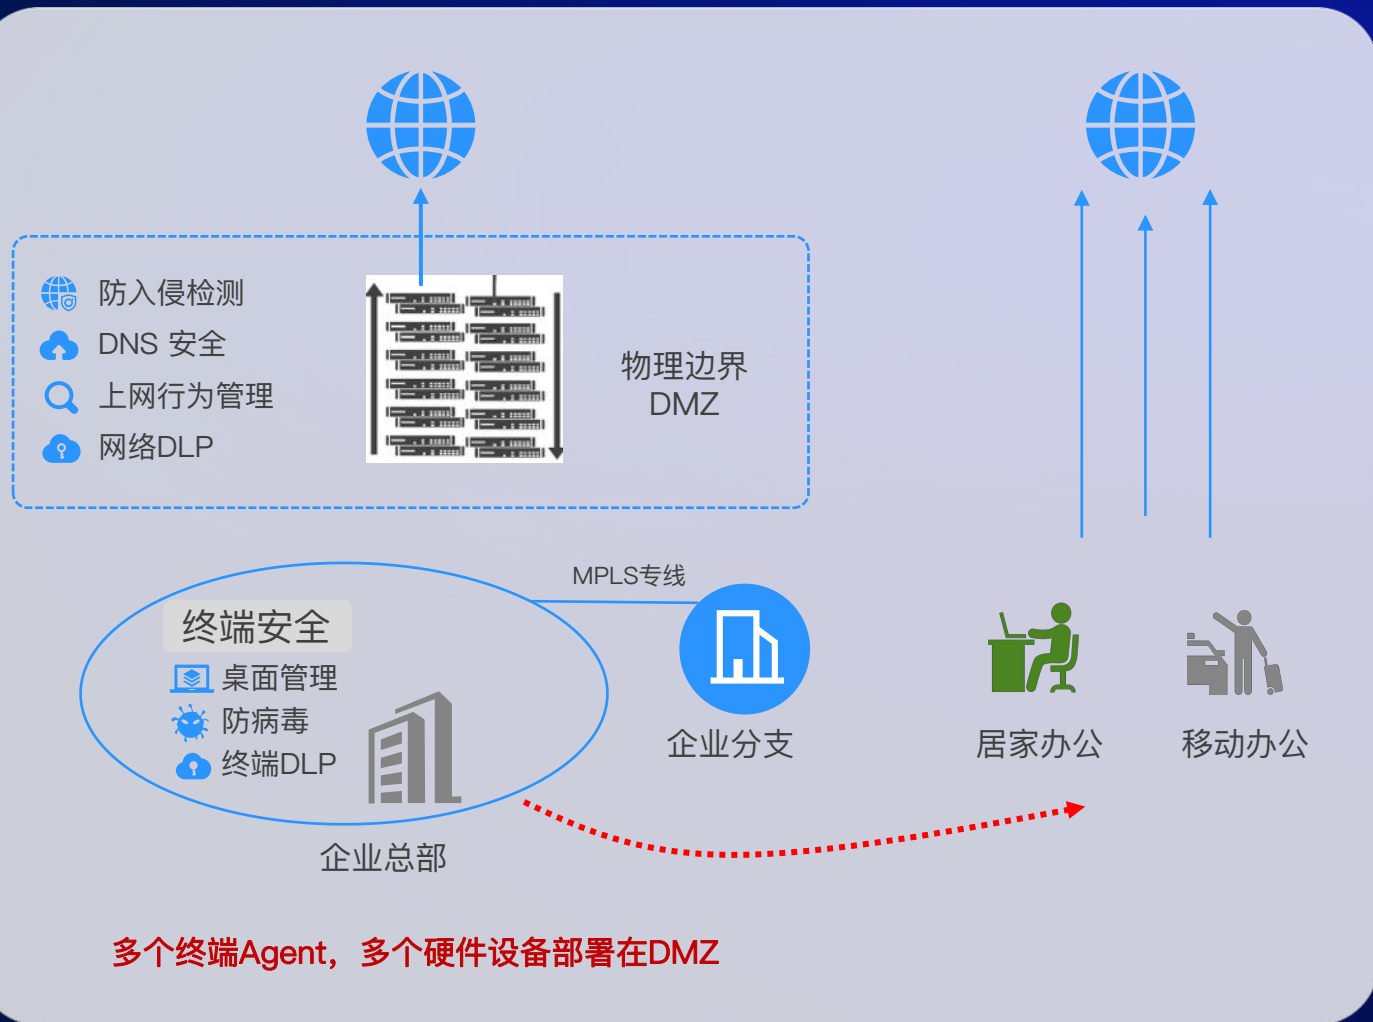 防入侵检测
DNS 安全
上网行为管理
网络DLP
物理边界
DMZ
MPLS专线
终端安全
桌面管理
防病毒
终端DLP
企业总部
企业分支
居家办公
移动办公
多个终端Agent，多个硬件设备部署在DMZ